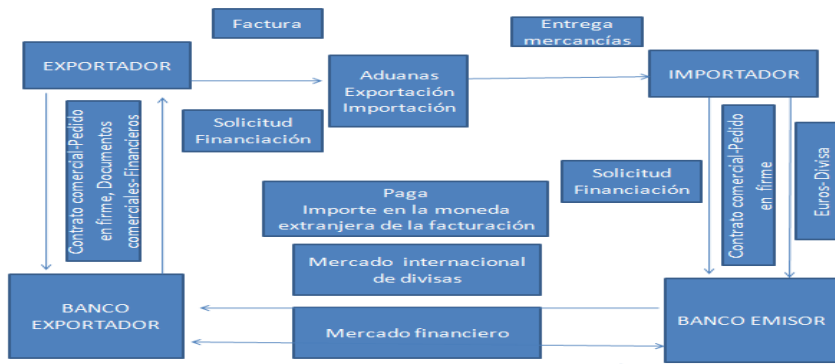 Factura
Entrega
mercancías
EXPORTADOR
Aduanas
Exportación
Importación
IMPORTADOR
Contrato comercial-Pedido
en firme, Documentos
comerciales- Financieros
Solicitud
Financiación
Solicitud
Financiación
Contrato comercial-Pedido
en firme
Euros- Divisa
Paga
Importe en la moneda
extranjera de la facturación
Mercado internacional
de divisas
BANCO
EXPORTADOR
Mercado financiero
BANCO EMISOR